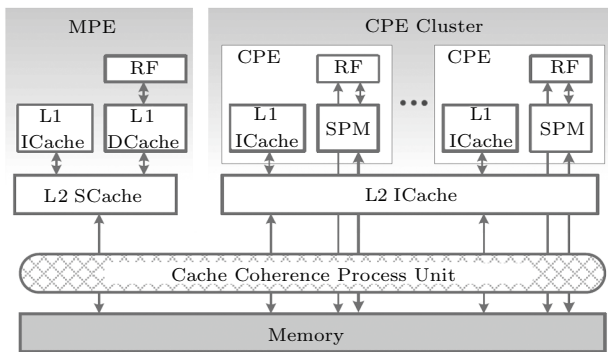 MPE
CPE Cluster
CPE
CPE
RF
RF
RF
L1
ICache
L1
DCache
L1
ICache
SPM
...
L1
ICache
SPM
L2 SCache
L2 ICache
Cache Coherence Process Unit
Memory